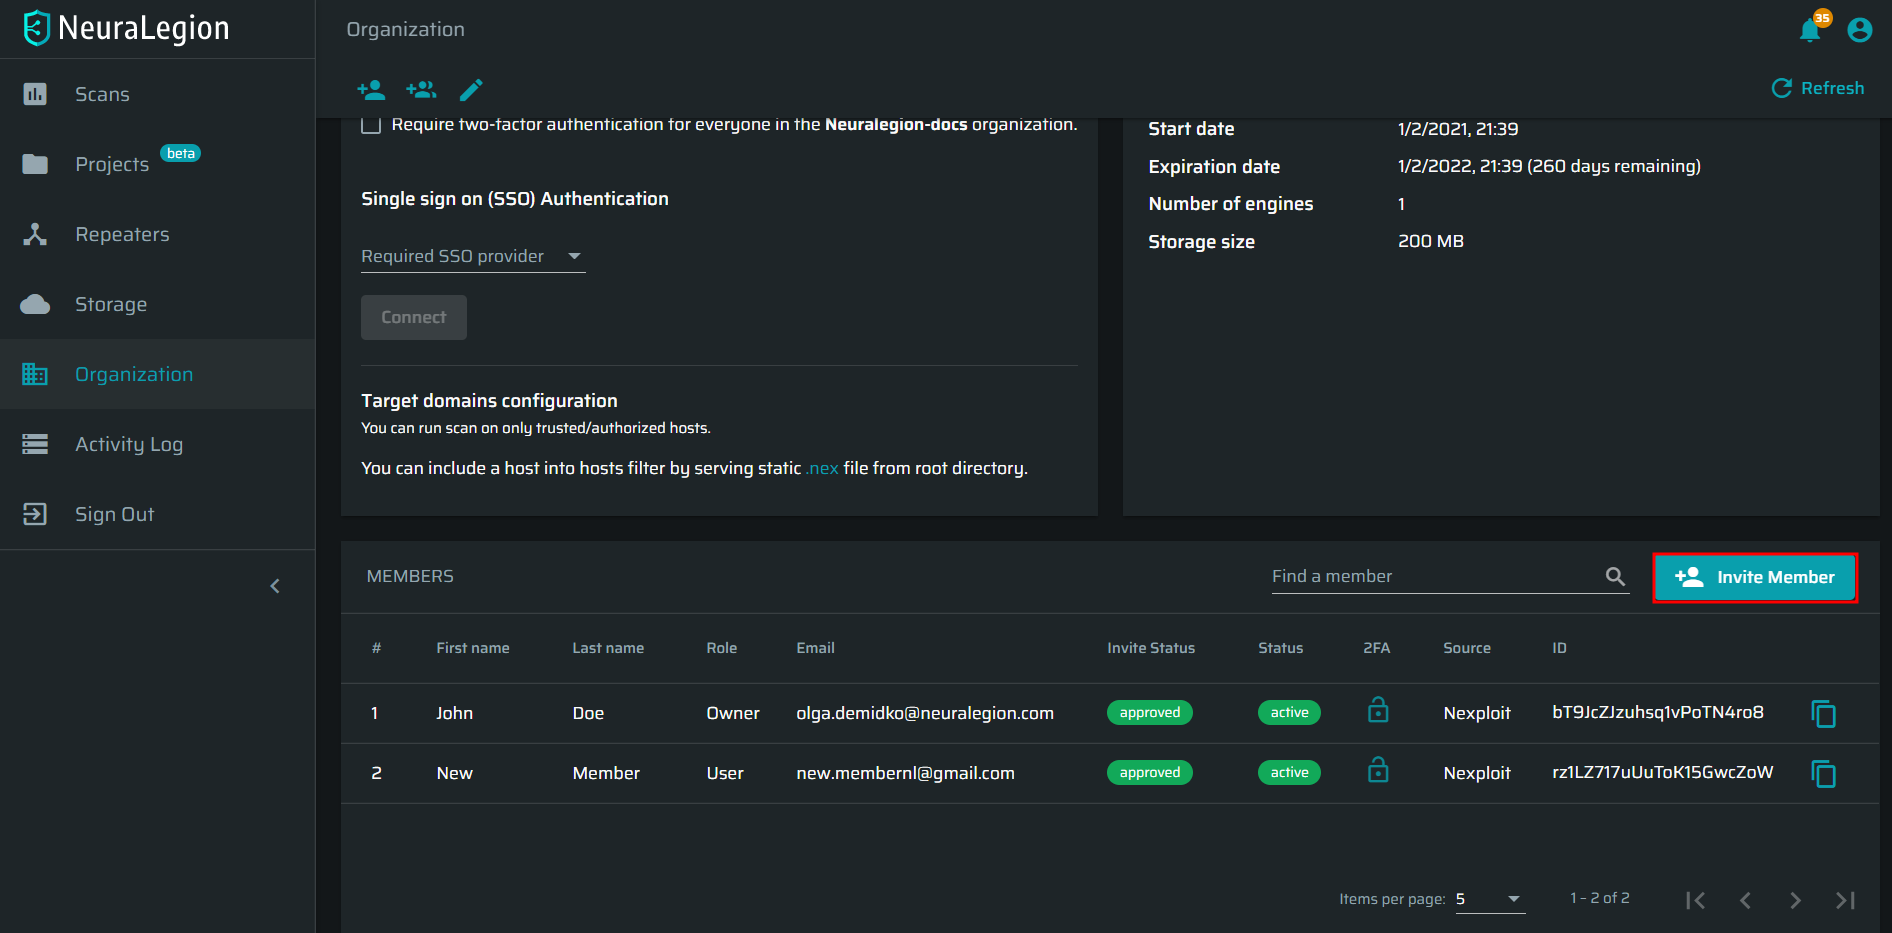 NeuraLegion
Scans
Projects beta
Repeaters
Storage
Organization
Activity Log
Sign Out
Organization
35
Refresh
Require two-factor authentication for everyone in the Neuralegion-docs organization.
Single sign on (SSO) Authentication
Required SSO provider
Connect
Target domains configuration
You can run scan on only trusted/authorized hosts.
You can include a host into hosts filter by serving static .nex file from root directory.
Start date 1/2/2021, 21:39
Expiration date 1/2/2022, 21:39 (260 days remaining)
Number of engines 1
Storage size 200 MB
MEMBERS Find a member Invite Member
# First name Last name Role Email Invite Status Status 2FA Source ID
1 John Doe Owner olga.demidko@neuralegion.com approved active Nexploit bT9JcZJzuhsq1vPoTN4ro8
2 New Member User new.membernl@gmail.com approved active Nexploit rz1LZ717uUuToK15GwcZoW
Items per page: 5 1 – 2 of 2